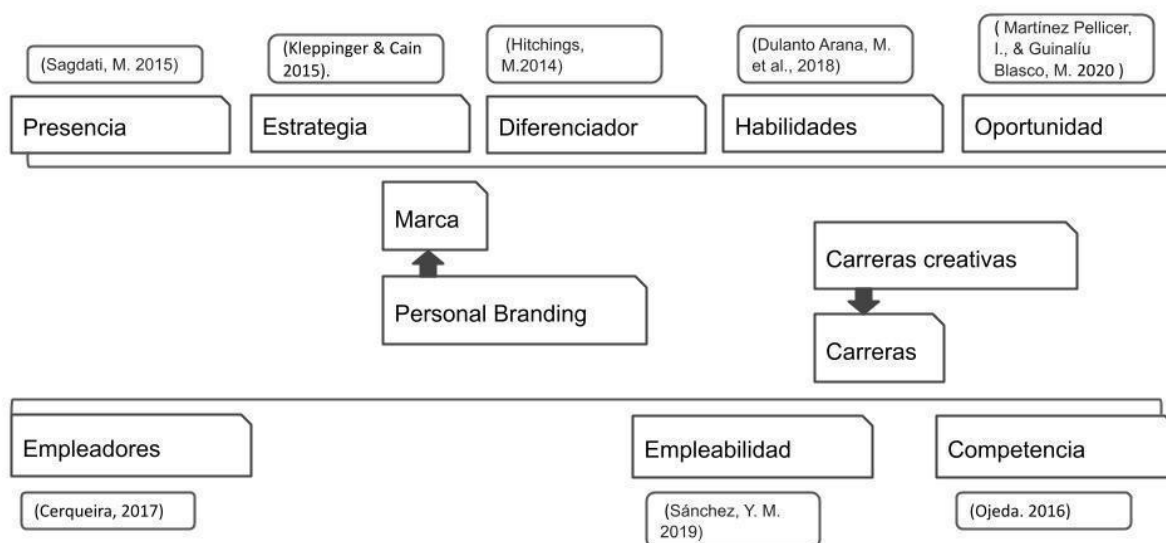 (Sagdati, M. 2015)
(Kleppinger & Cain
2015).
(Hitchings,
M.2014)
(Dulanto Arana, M.
et al., 2018)
( Martínez Pellicer,
I., & Guinalíu
Blasco, M. 2020 )
Presencia
Estrategia
Diferenciador
Habilidades
Oportunidad
Marca
Personal Branding
Carreras creativas
Carreras
Empleadores
Empleabilidad
Competencia
(Cerqueira, 2017)
(Sánchez, Y. M.
2019)
(Ojeda. 2016)